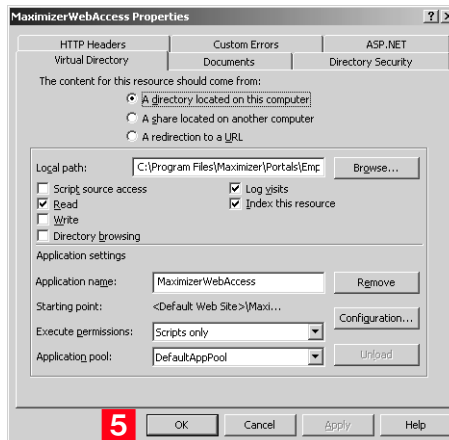 MaximizerWebAccess Properties ? X
HTTP Headers Custom Errors ASP.NET
Virtual Directory Documents Directory Security
The content for this resource should come from:
A directory located on this computer
A share located on another computer
A redirection to a URL
Local path: C:\Program Files\Maximizer\Portals\Emp Browse...
Script source access Log visits
Read Index this resource
Write
Directory browsing
Application settings
Application name: MaximizerWebAccess Remove
Starting point: <Default Web Site>\Maxi...
Configuration...
Execute permissions: Scripts only
Application pool: DefaultAppPool Unload
5 OK Cancel Apply Help